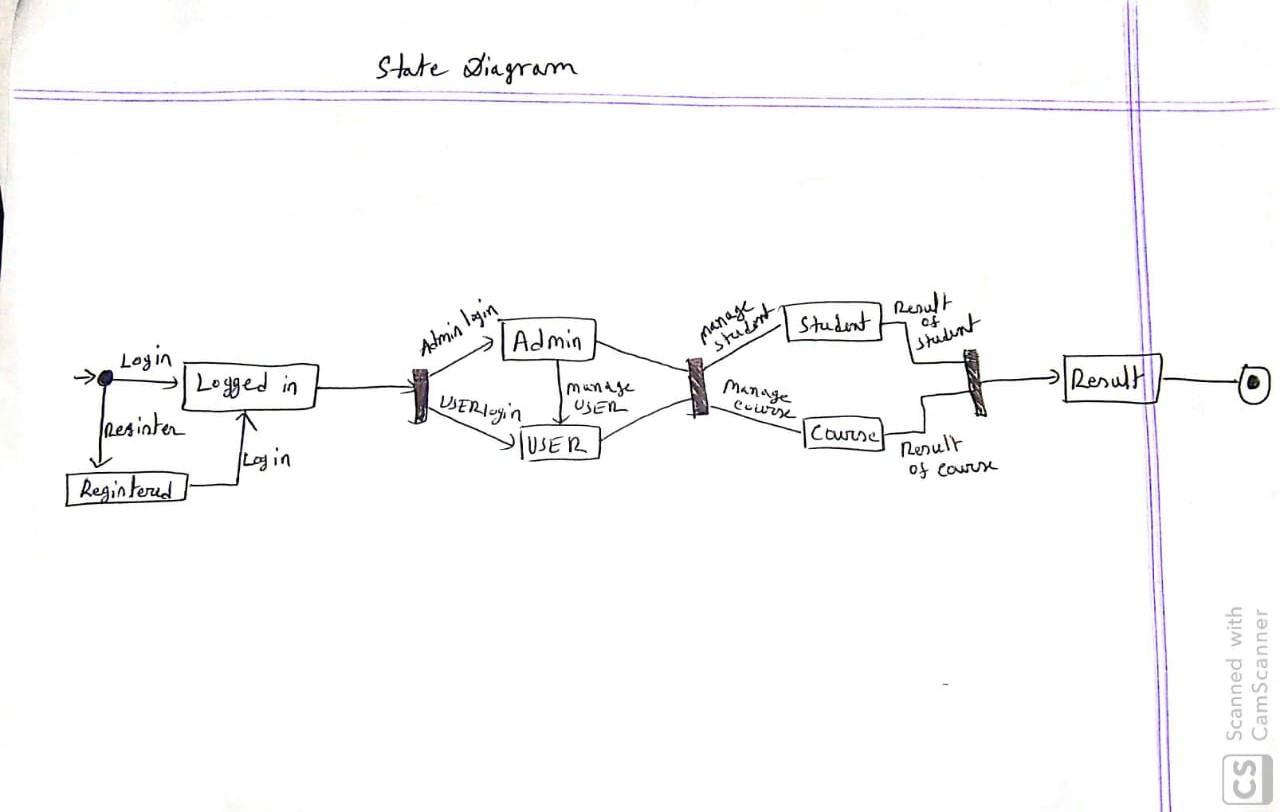 State Diagram
Login
Logged in
Resinter
Login
Registered
Admin login
Admin
manage
USER
USERlogin
USER
manage
student
Student
Result
of
student
Manage
course
Course
Result
of course
Result
Scanned with
CamScanner
CS